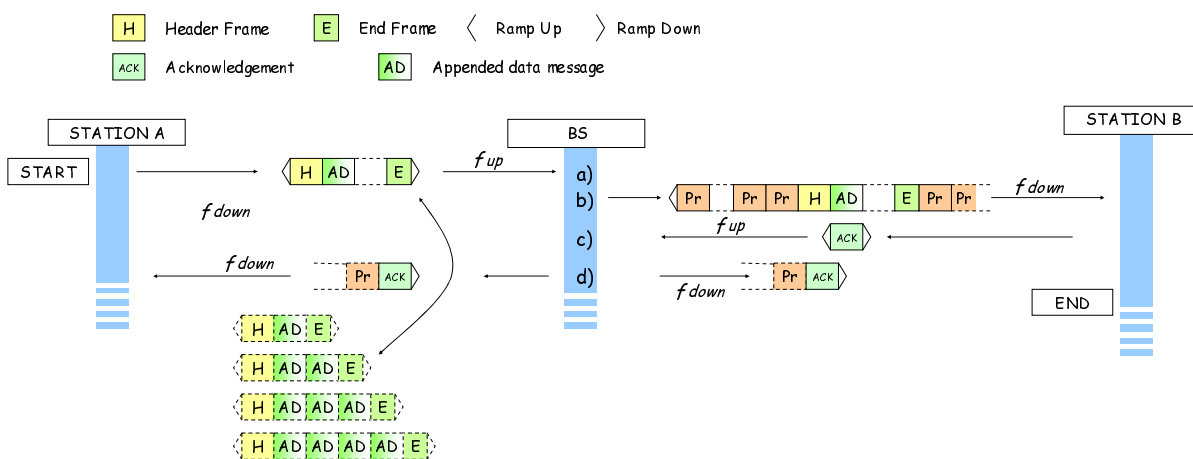 H Header Frame E End Frame Ramp Up Ramp Down
ACK Acknowledgement AD Appended data message
STATION A BS STATION B
START H AD E f up a)
b) Pr Pr Pr H AD E Pr Pr f down
f down
c) f up ACK
f down Pr ACK d) f down Pr ACK
END
H AD E
H AD AD E
H AD AD AD E
H AD AD AD AD E